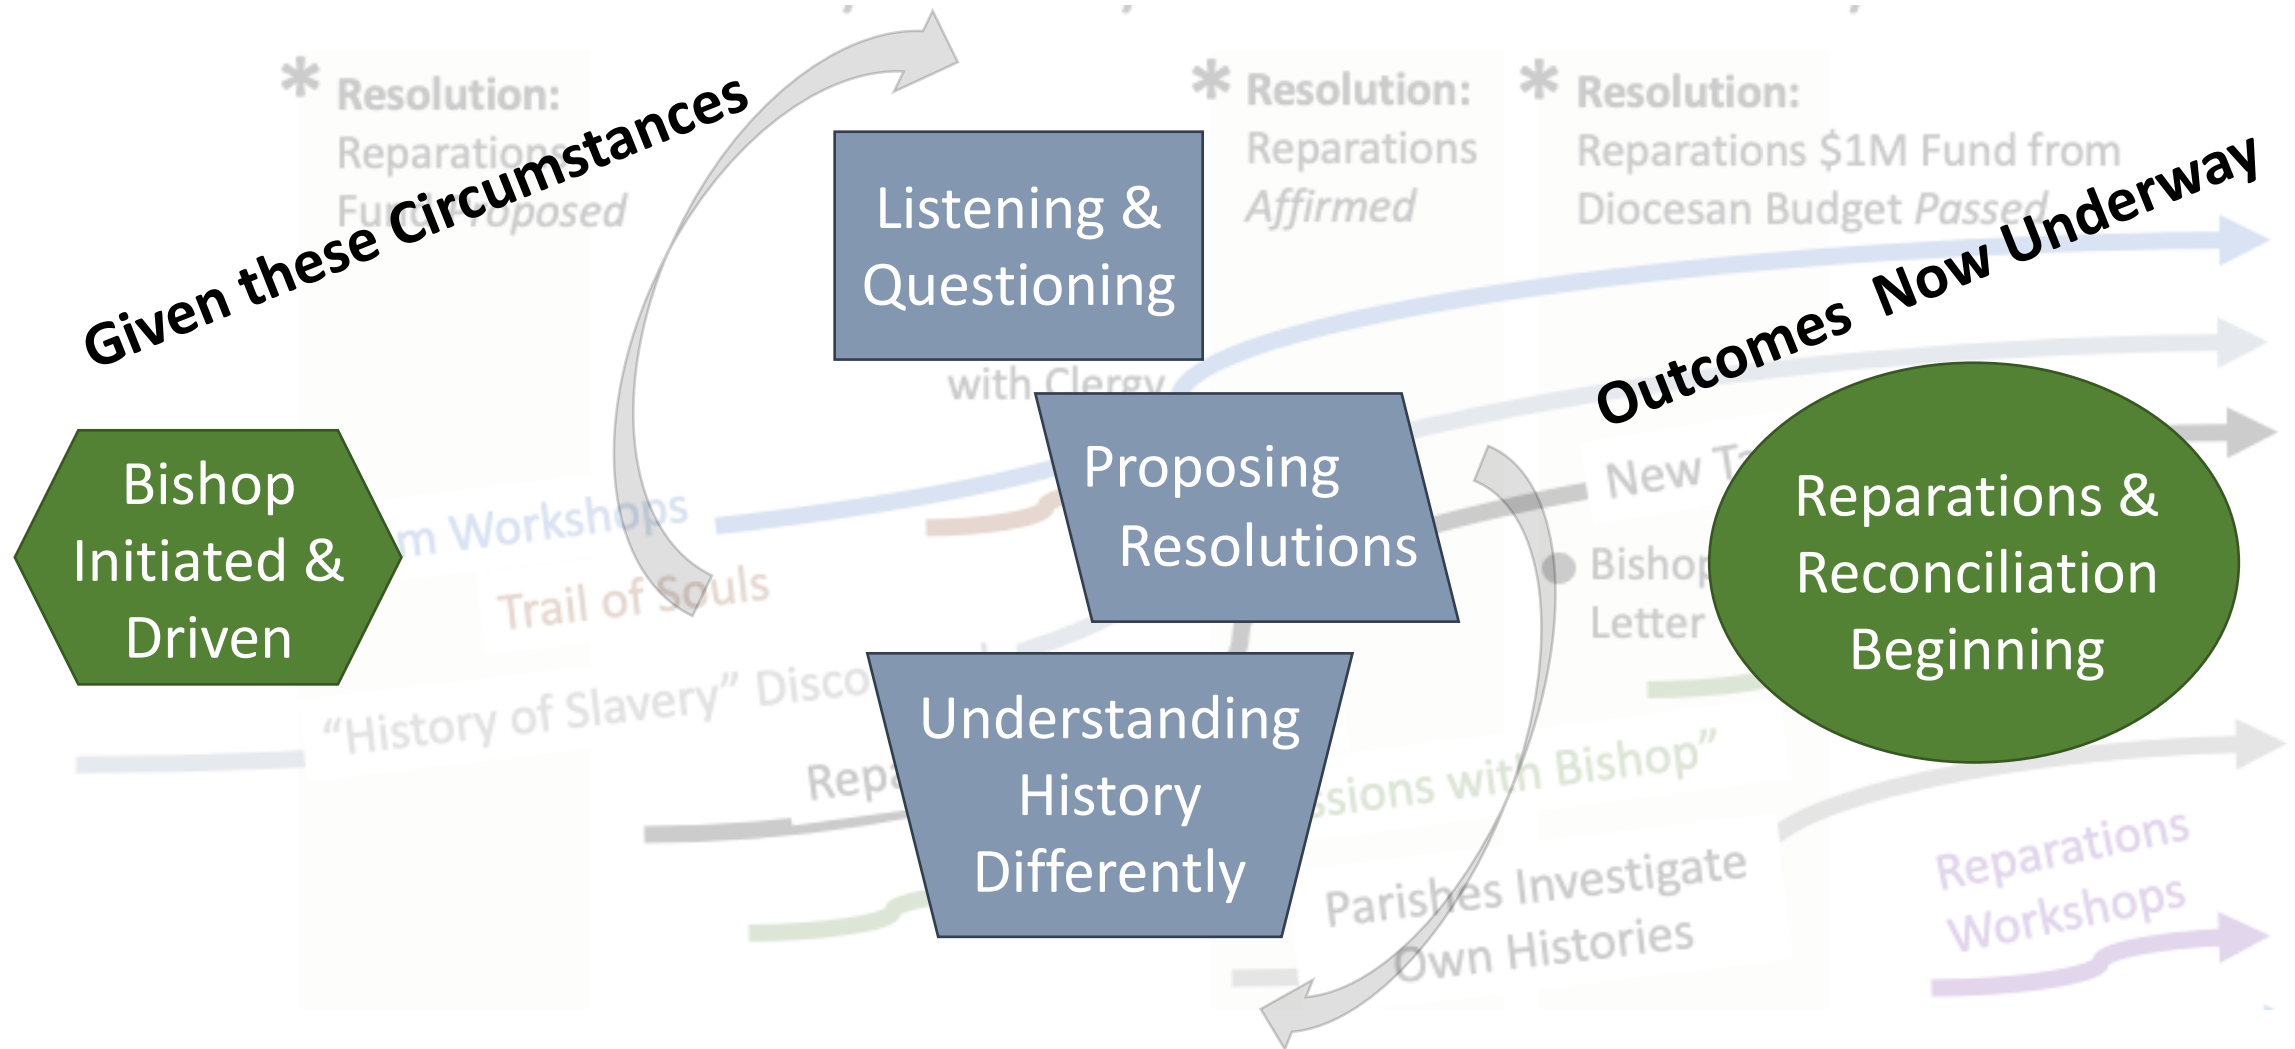 Given these Circumstances
* Resolution:
Reparations
Fund Proposed
* Resolution:
Reparations
Affirmed
* Resolution:
Reparations $1M Fund from
Diocesan Budget Passed
Outcomes Now Underway
Listening &
Questioning
with Clergy
Proposing
Resolutions
Bishop
Initiated &
Driven
Workshops
Trail of Souls
"History of Slavery"
Understanding
History
Differently
New
Bishop
Letter
Reparations &
Reconciliation
Beginning
with Bishop"
Parishes Investigate
Own Histories
Reparations
Workshops